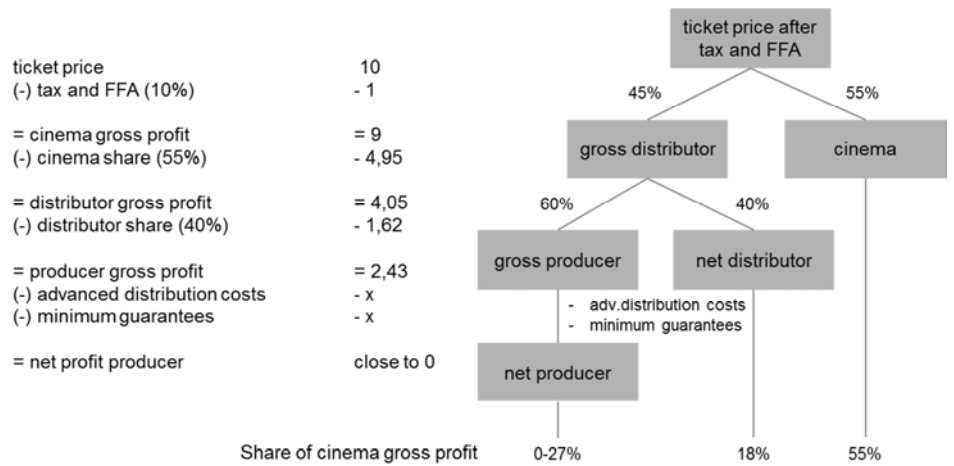 ticket price 10
(-) tax and FFA (10%) - 1
= cinema gross profit = 9
(-) cinema share (55%) - 4,95
= distributor gross profit = 4,05
(-) distributor share (40%) - 1,62
= producer gross profit = 2,43
(-) advanced distribution costs - x
(-) minimum guarantees - x
= net profit producer close to 0
ticket price after
tax and FFA
45% 55%
gross distributor cinema
60% 40%
gross producer net distributor
- adv.distribution costs
- minimum guarantees
net producer
Share of cinema gross profit 0-27% 18% 55%